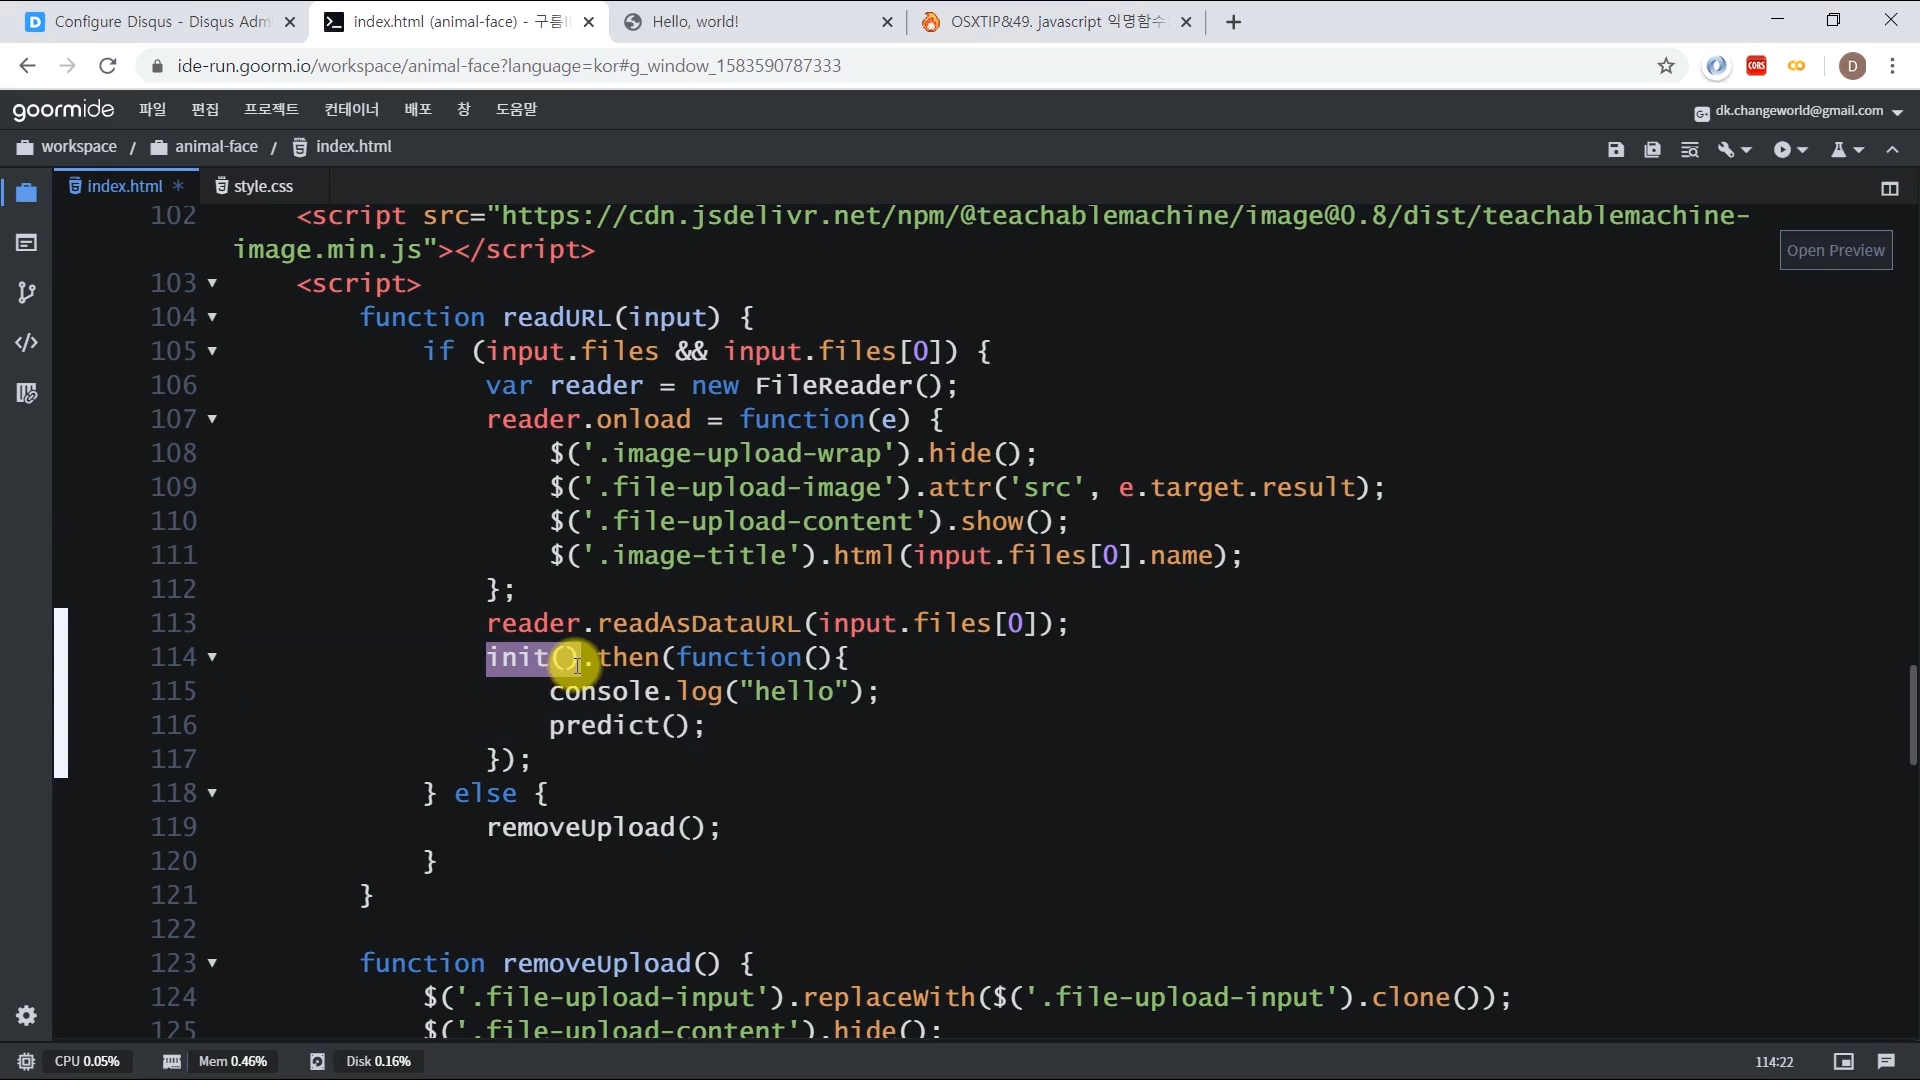 Configure Disqus - Disqus Adm
index.html (animal-face) - 구름I
Hello, world!
OSXTIP&49. javascript 익명함수
ide-run.goorm.io/workspace/animal-face?language=kor#g_window_1583590787333
CORS
CO
D
goormide
파일
편집
프로젝트
컨테이너
배포
창
도움말
dk.changeworld@gmail.com
workspace / animal-face / index.html
index.html *
style.css
Open Preview
102 <script src="https://cdn.jsdelivr.net/npm/@teachablemachine/image@0.8/dist/teachablemachine-
image.min.js"></script>
103 <script>
104 function readURL(input) {
105 if (input.files && input.files[0]) {
106 var reader = new FileReader();
107 reader.onload = function(e) {
108 $('.image-upload-wrap').hide();
109 $('.file-upload-image').attr('src', e.target.result);
110 $('.file-upload-content').show();
111 $('.image-title').html(input.files[0].name);
112 };
113 reader.readAsDataURL(input.files[0]);
114 init().then(function(){
115 console.log("hello");
116 predict();
117 });
118 } else {
119 removeUpload();
120 }
121 }
122
123 function removeUpload() {
124 $('.file-upload-input').replaceWith($('.file-upload-input').clone());
125 $('.file-upload-content').hide();
CPU 0.05%
Mem 0.46%
Disk 0.16%
114:22